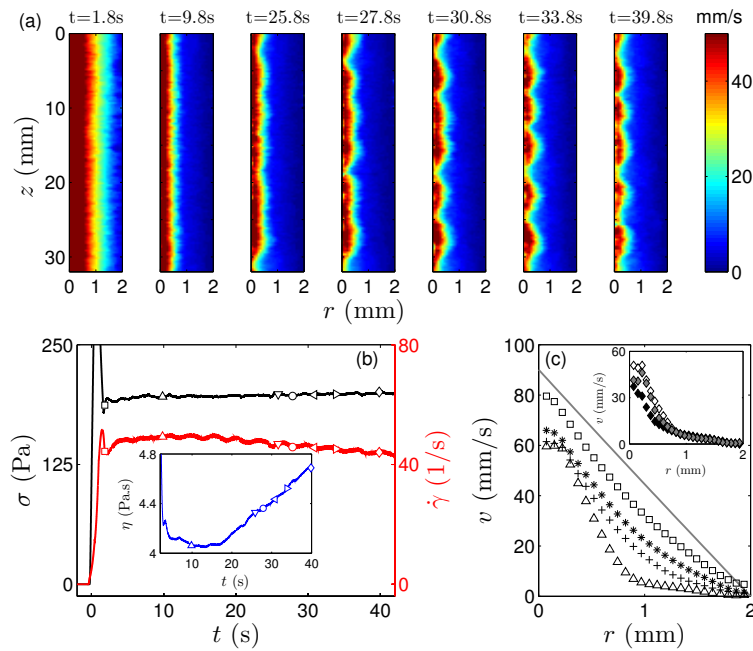 (a) t=1.8s t=9.8s t=25.8s t=27.8s t=30.8s t=33.8s t=39.8s mm/s
0
10
20
30
z (mm)
0 1 2 0 1 2 0 1 2 0 1 2 0 1 2 0 1 2 0 1 2
r (mm)
40
20
0
(b)
250
125
0
σ (Pa)
80
40
0
γ̇ (1/s)
0 10 20 30 40
t (s)
4.8
4.4
4
η (Pa.s)
0 10 20 30 40
t (s)
(c)
100
80
60
40
20
0
v (mm/s)
0 1 2
r (mm)
60
40
20
0
v (mm/s)
0 1 2
r (mm)